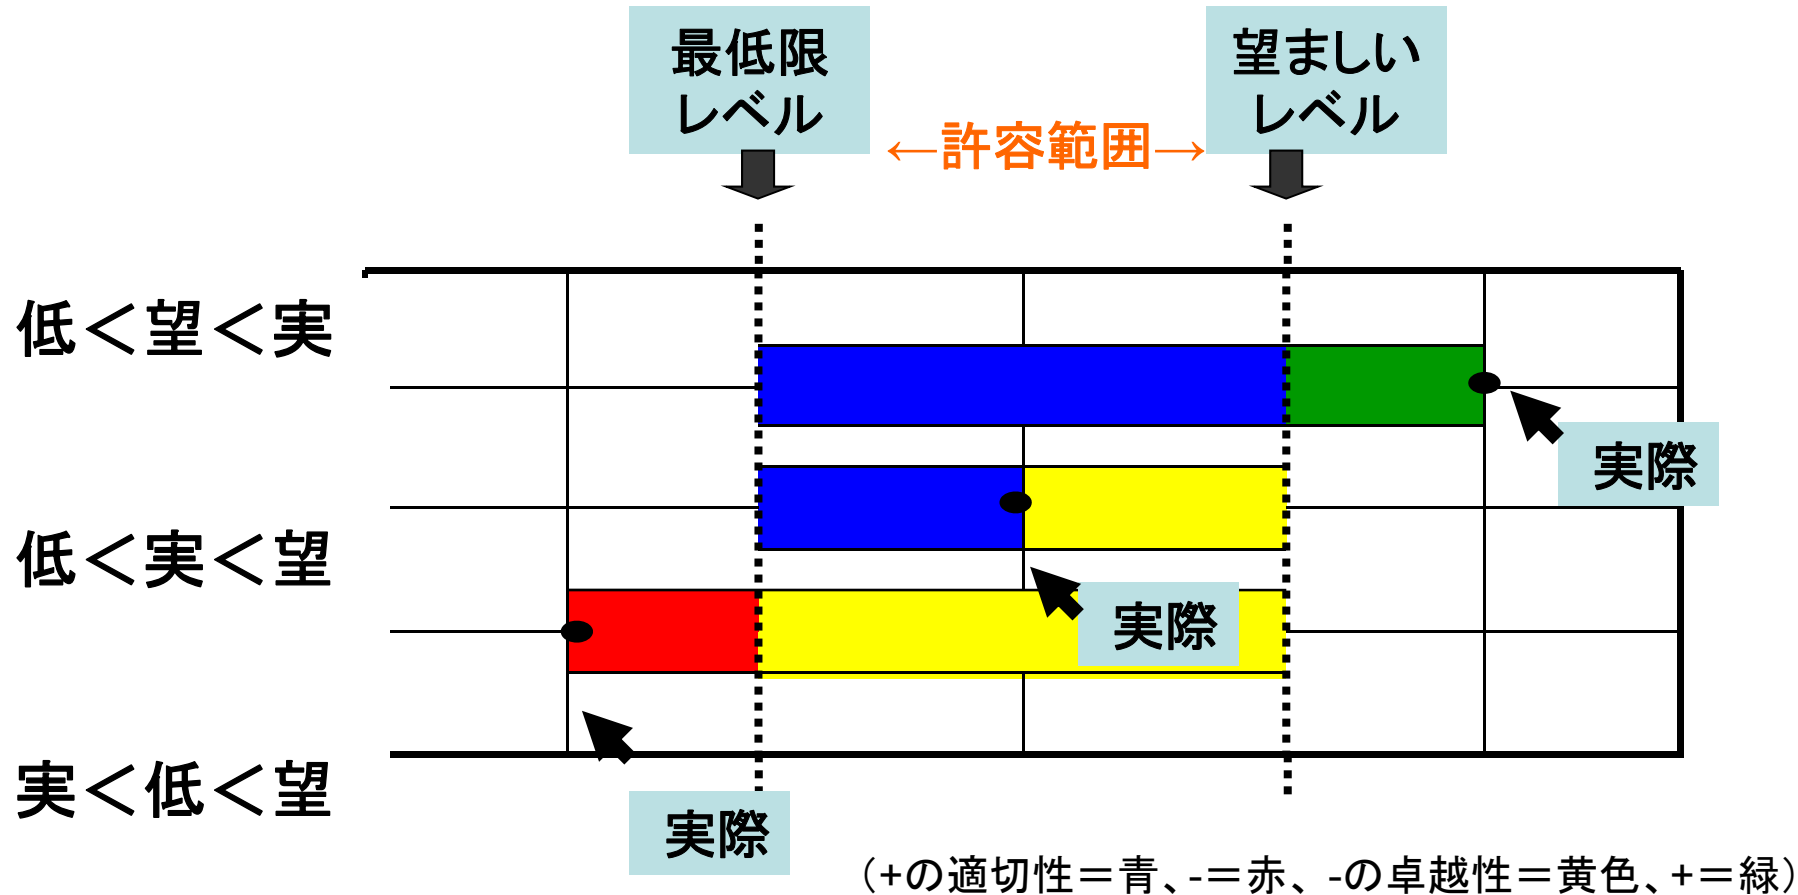 最低限
レベル
望ましい
レベル
←許容範囲→
低＜望＜実
実際
低＜実＜望
実際
実＜低＜望
実際
（+の適切性＝青、-＝赤、-の卓越性＝黄色、+＝緑）